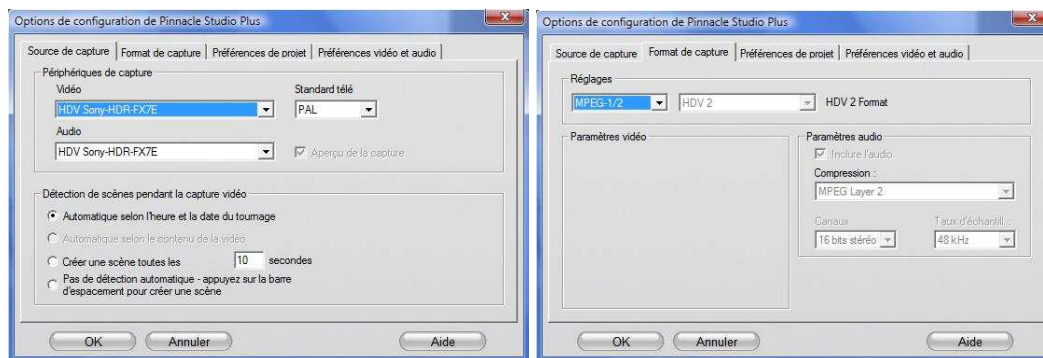 Options de configuration de Pinnacle Studio Plus
Source de capture | Format de capture | Préférences de projet | Préférences vidéo et audio
Périphériques de capture
Vidéo
Standard télé
HDV Sony-HDR-FX7E
PAL
Audio
HDV Sony-HDR-FX7E
Aperçu de la capture
Détection de scènes pendant la capture vidéo
Automatique selon l'heure et la date du tournage
Automatique selon le contenu de la vidéo
Créer une scène toutes les 10 secondes
Pas de détection automatique - appuyez sur la barre
d'espacement pour créer une scène
OK Annuler Aide
Options de configuration de Pinnacle Studio Plus
Source de capture | Format de capture | Préférences de projet | Préférences vidéo et audio
Réglages
MPEG-1/2 HDV 2 HDV 2 Format
Paramètres vidéo
Paramètres audio
Inclure l'audio
Compression :
MPEG Layer 2
Canaux Taux d'échantill. :
16 bits stéréo 48 kHz
OK Annuler Aide